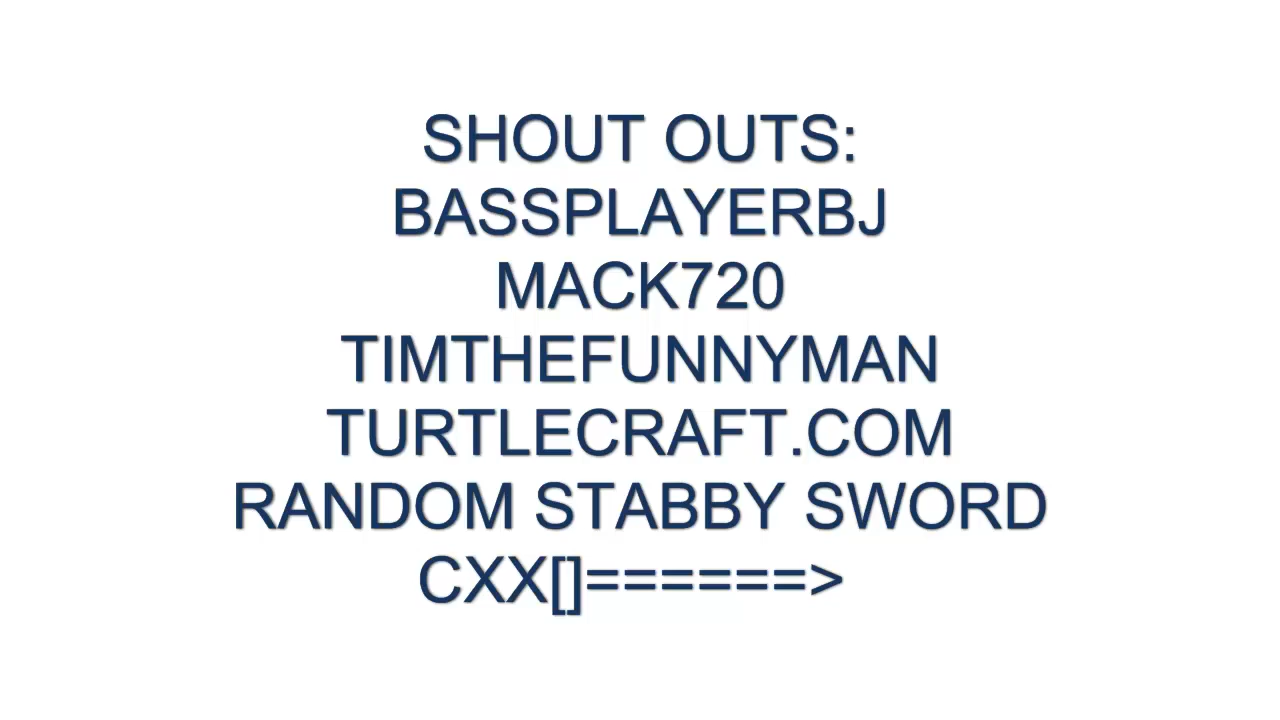 SHOUT OUTS:
BASSPLAYERBJ
MACK720
TIMTHEFUNNYMAN
TURTLECRAFT.COM
RANDOM STABBY SWORD
CXX[]======>